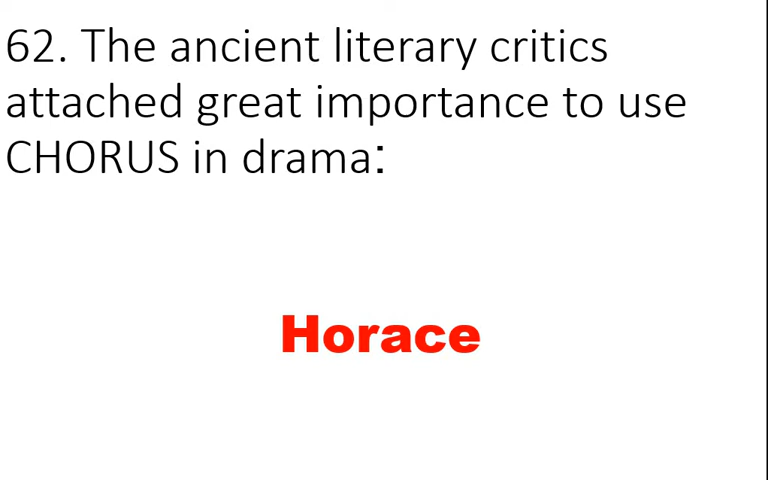 62. The ancient literary critics
attached great importance to use
CHORUS in drama:
Horace